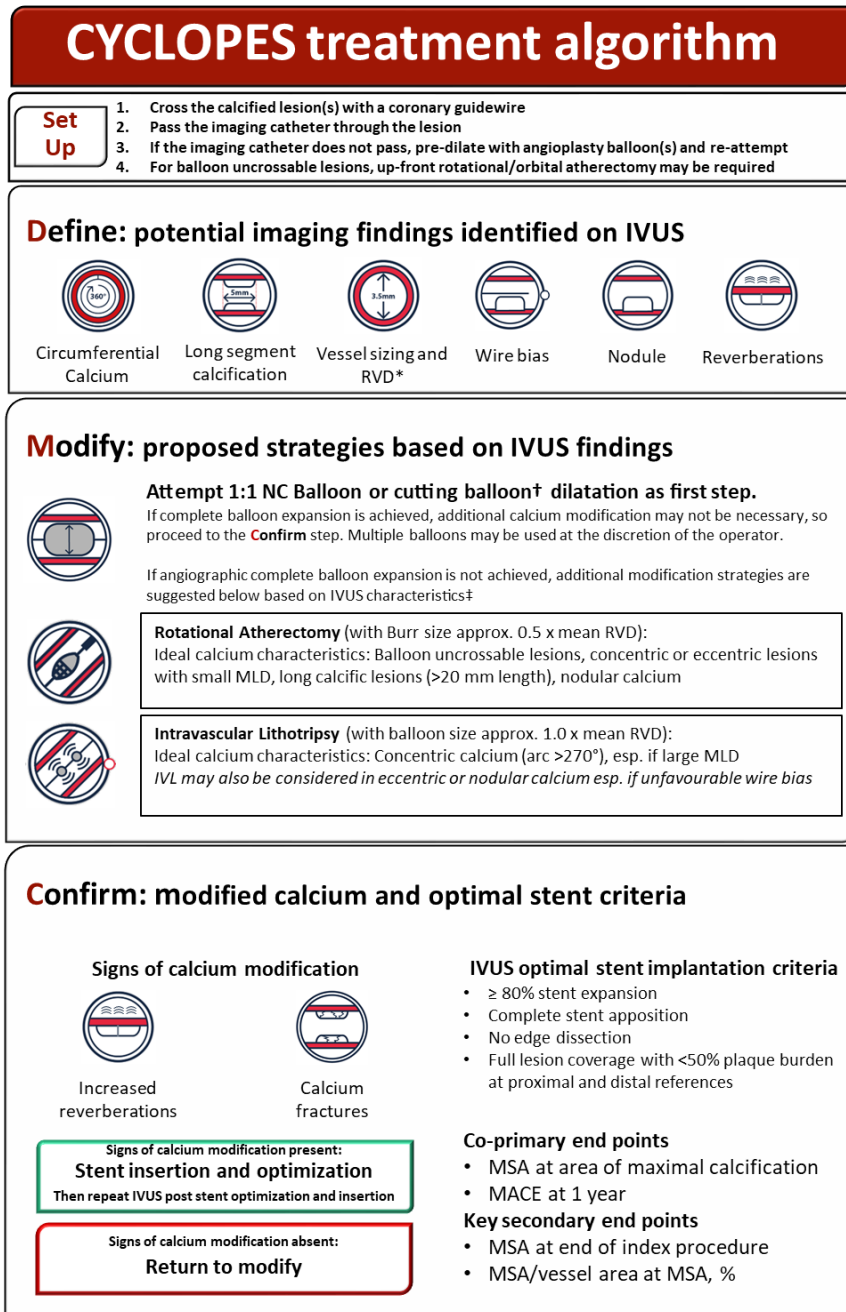 CYCLOPES treatment algorithm
Set
Up
1. Cross the calcified lesion(s) with a coronary guidewire
2. Pass the imaging catheter through the lesion
3. If the imaging catheter does not pass, pre-dilate with angioplasty balloon(s) and re-attempt
4. For balloon uncrossable lesions, up-front rotational/orbital atherectomy may be required
Define: potential imaging findings identified on IVUS
360°
5mm
3.5mm
Circumferential
Calcium
Long segment
calcification
Vessel sizing and
RVD*
Wire bias
Nodule
Reverberations
Modify: proposed strategies based on IVUS findings
Attempt 1:1 NC Balloon or cutting balloon† dilatation as first step.
If complete balloon expansion is achieved, additional calcium modification may not be necessary, so
proceed to the Confirm step. Multiple balloons may be used at the discretion of the operator.
If angiographic complete balloon expansion is not achieved, additional modification strategies are
suggested below based on IVUS characteristics‡
Rotational Atherectomy (with Burr size approx. 0.5 x mean RVD):
Ideal calcium characteristics: Balloon uncrossable lesions, concentric or eccentric lesions
with small MLD, long calcific lesions (>20 mm length), nodular calcium
Intravascular Lithotripsy (with balloon size approx. 1.0 x mean RVD):
Ideal calcium characteristics: Concentric calcium (arc >270°), esp. if large MLD
IVL may also be considered in eccentric or nodular calcium esp. if unfavourable wire bias
Confirm: modified calcium and optimal stent criteria
Signs of calcium modification
Increased
reverberations
Calcium
fractures
Signs of calcium modification present:
Stent insertion and optimization
Then repeat IVUS post stent optimization and insertion
Signs of calcium modification absent:
Return to modify
IVUS optimal stent implantation criteria
• ≥ 80% stent expansion
• Complete stent apposition
• No edge dissection
• Full lesion coverage with <50% plaque burden
at proximal and distal references
Co-primary end points
• MSA at area of maximal calcification
• MACE at 1 year
Key secondary end points
• MSA at end of index procedure
• MSA/vessel area at MSA, %